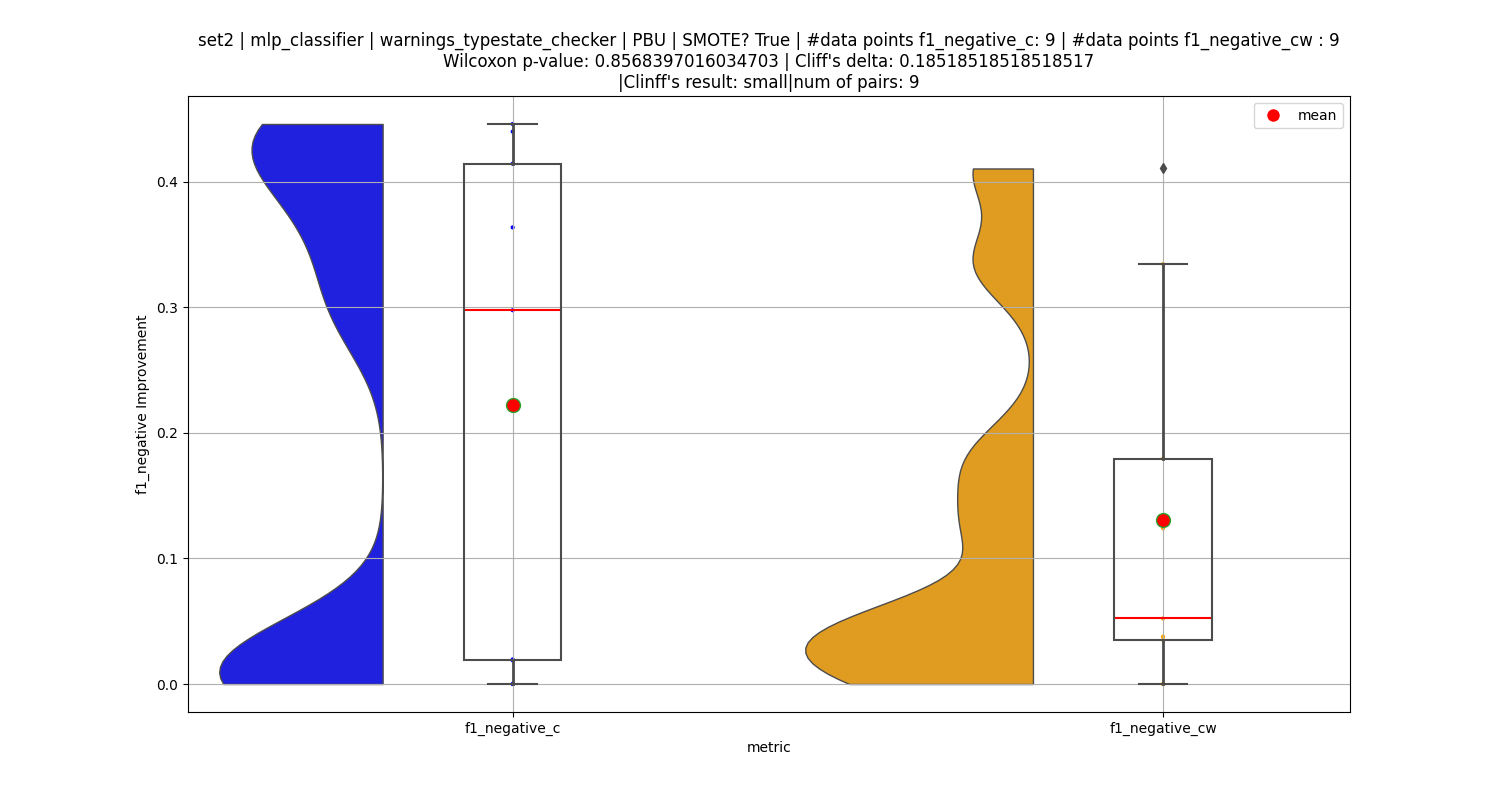 set2 | mlp_classifier | warnings_typestate_checker | PBU | SMOTE? True | #data points f1_negative_c: 9 | #data points f1_negative_cw : 9
Wilcoxon p-value: 0.8568397016034703 | Cliff's delta: 0.18518518518518517
|Clinff's result: small|num of pairs: 9
mean
0.4
0.3
0.2
0.1
0.0
f1_negative Improvement
f1_negative_c
f1_negative_cw
metric